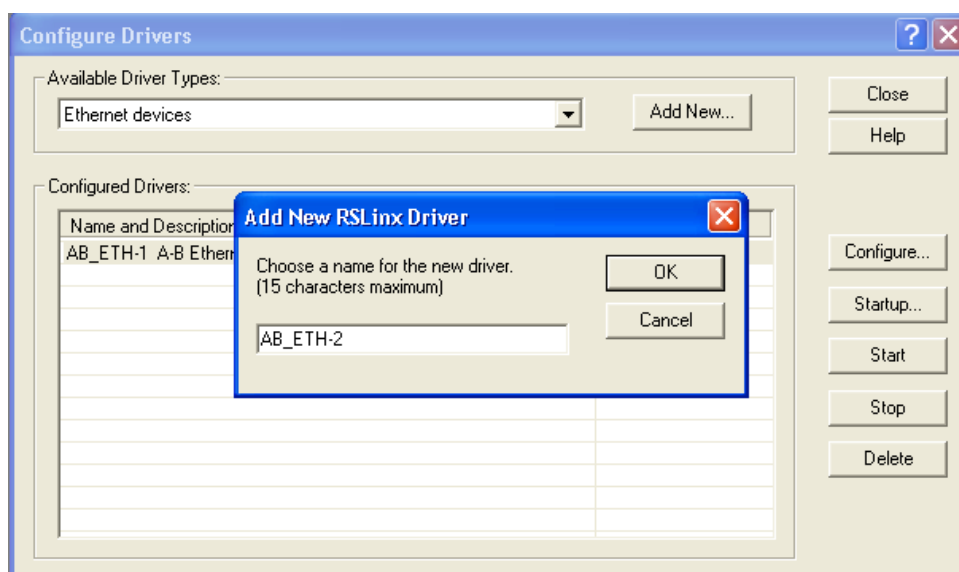 Configure Drivers
Available Driver Types:
Ethernet devices
Add New...
Close
Help
Configured Drivers:
Name and Description
AB_ETH-1 A-B Ethern
Add New RSLinx Driver
Choose a name for the new driver.
(15 characters maximum)
AB_ETH-2
OK
Cancel
Configure...
Startup...
Start
Stop
Delete